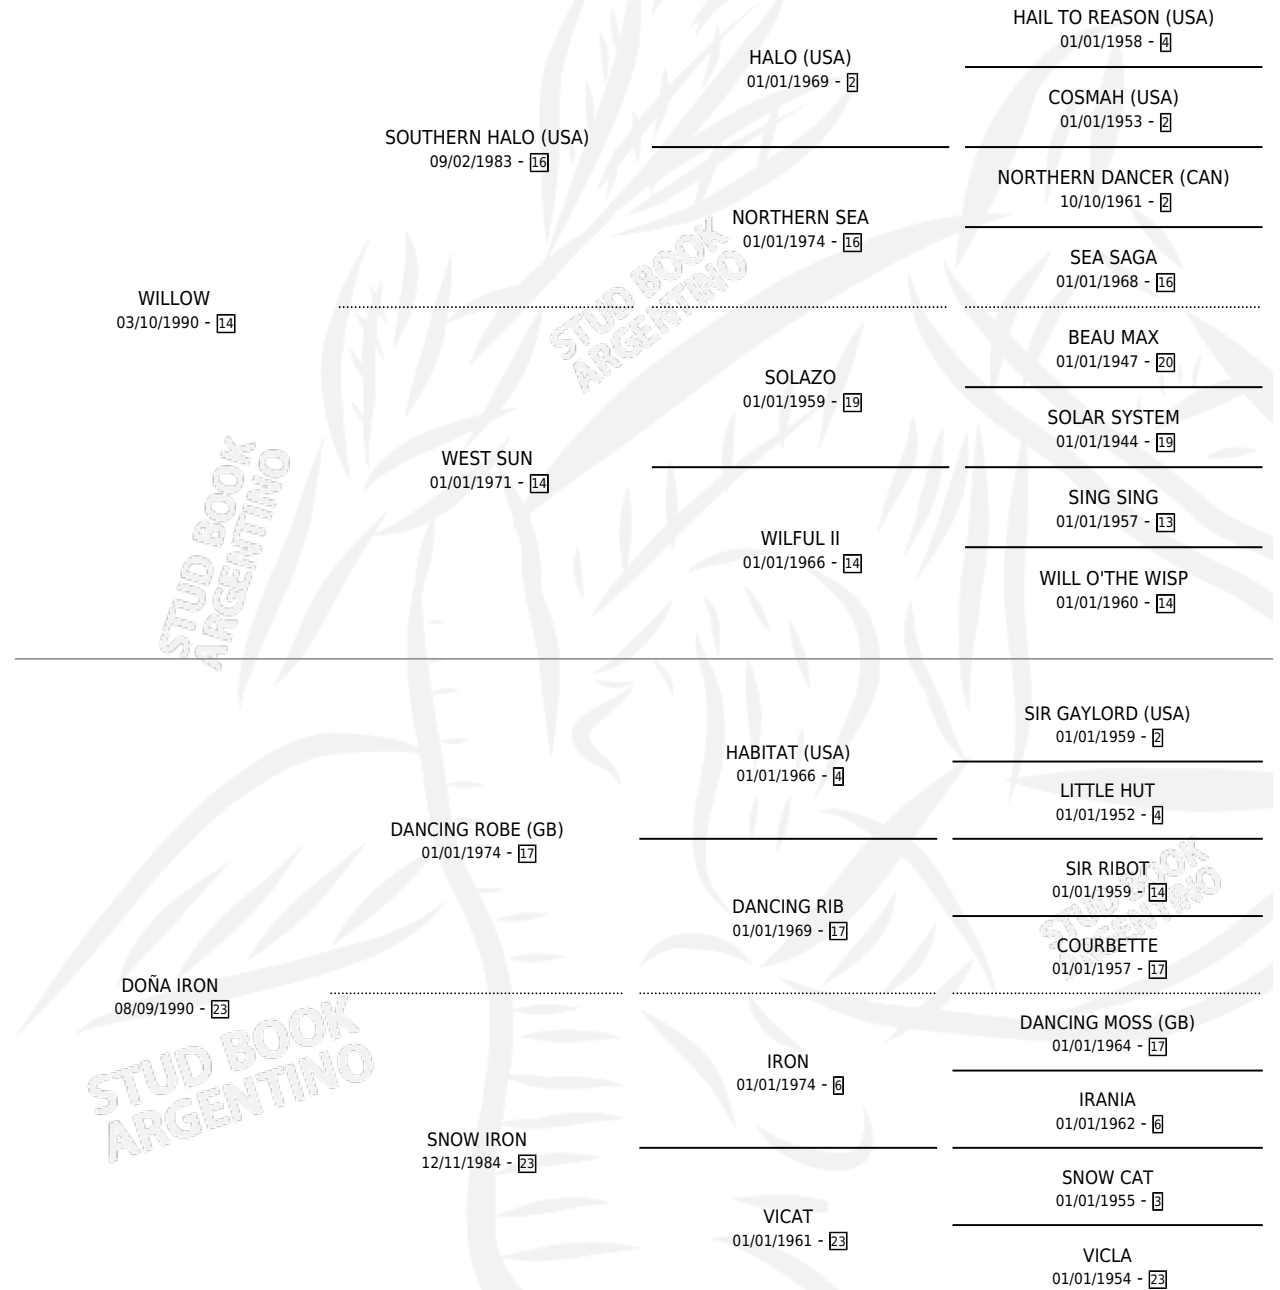 HAIL TO REASON (USA)
01/01/1958 - 4
HALO (USA)
01/01/1969 - 2
COSMAH (USA)
01/01/1953 - 2
SOUTHERN HALO (USA)
09/02/1983 - 16
NORTHERN DANCER (CAN)
10/10/1961 - 2
NORTHERN SEA
01/01/1974 - 16
SEA SAGA
01/01/1968 - 16
WILLOW
03/10/1990 - 14
STUD BOOK
ARGENTINO
BEAU MAX
01/01/1947 - 20
SOLAZO
01/01/1959 - 19
SOLAR SYSTEM
01/01/1944 - 19
WEST SUN
01/01/1971 - 14
SING SING
01/01/1957 - 13
WILFUL II
01/01/1966 - 14
WILL O'THE WISP
01/01/1960 - 14
STUD BOOK
ARGENTINO
SIR GAYLORD (USA)
01/01/1959 - 2
HABITAT (USA)
01/01/1966 - 4
LITTLE HUT
01/01/1952 - 4
DANCING ROBE (GB)
01/01/1974 - 17
SIR RIBOT
01/01/1959 - 14
DANCING RIB
01/01/1969 - 17
STUD BOOK
ARGENTINO
COURBETTE
01/01/1957 - 17
DOÑA IRON
08/09/1990 - 23
DANCING MOSS (GB)
01/01/1964 - 17
IRON
01/01/1974 - 6
STUD BOOK
ARGENTINO
IRANIA
01/01/1962 - 6
SNOW IRON
12/11/1984 - 23
SNOW CAT
01/01/1955 - 3
VICAT
01/01/1961 - 23
VICLA
01/01/1954 - 23